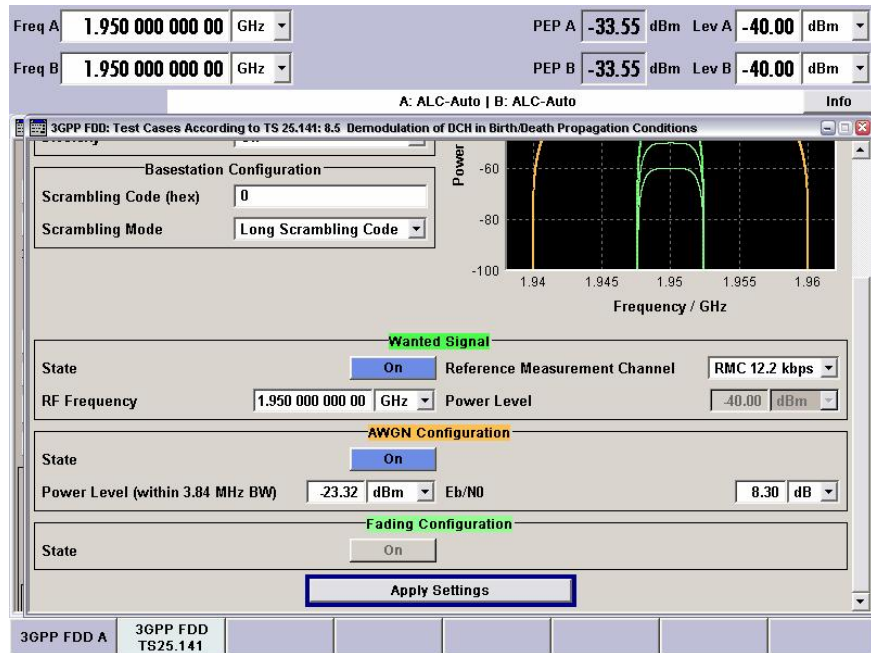 Freq A 1.950 000 000 00 GHz PEP A -33.55 dBm Lev A -40.00 dBm
Freq B 1.950 000 000 00 GHz PEP B -33.55 dBm Lev B -40.00 dBm
A: ALC-Auto | B: ALC-Auto Info
3GPP FDD: Test Cases According to TS 25.141: 8.5 Demodulation of DCH in Birth/Death Propagation Conditions
Basestation Configuration
Scrambling Code (hex) 0
Scrambling Mode Long Scrambling Code
Power
-60
-80
-100
1.94 1.945 1.95 1.955 1.96
Frequency / GHz
Wanted Signal
State On Reference Measurement Channel RMC 12.2 kbps
RF Frequency 1.950 000 000 00 GHz Power Level -40.00 dBm
AWGN Configuration
State On
Power Level (within 3.84 MHz BW) -23.32 dBm Eb/N0 8.30 dB
Fading Configuration
State On
Apply Settings
3GPP FDD A
3GPP FDD
TS25.141